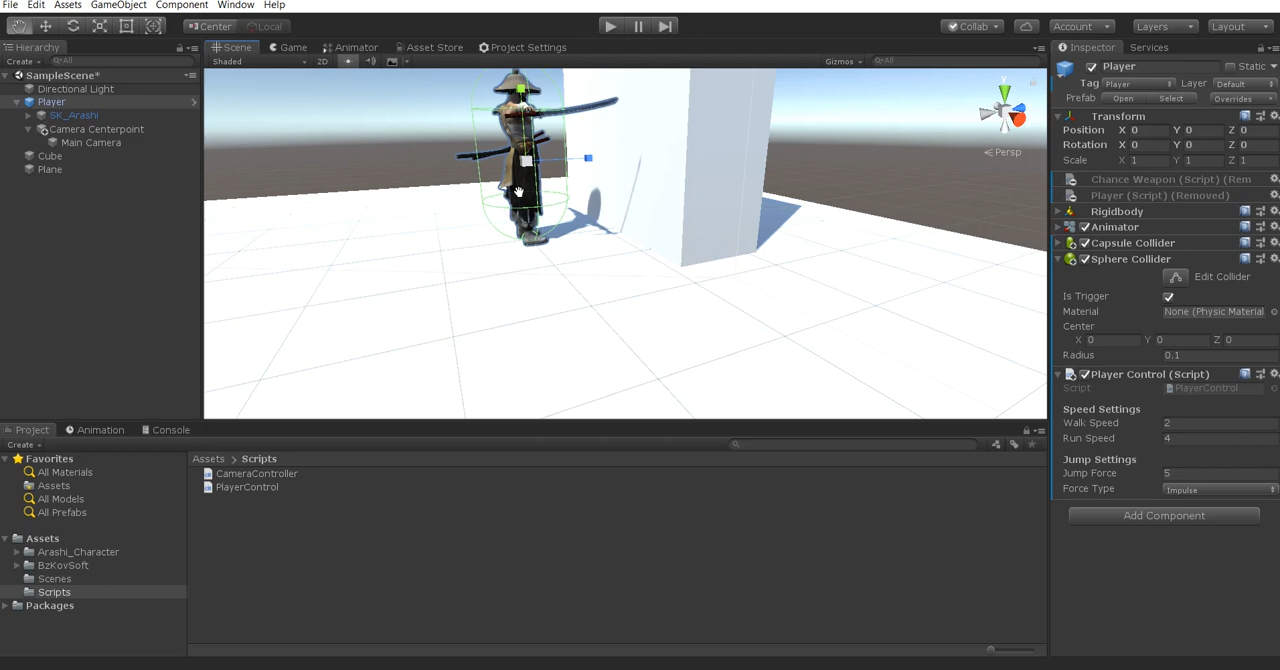 File Edit Assets GameObject Component Window Help
Center Local Collab Account Layers Layout
Hierarchy Scene Game Animator Asset Store Project Settings Inspector Services
Create All Shaded 2D Gizmos All Player Static
SampleScene* Tag Player Layer Default
Directional Light Prefab Open Select Overrides
Player Transform
SK_Arashi Position X 0 Y 0 Z 0
Camera Centerpoint Rotation X 0 Y 0 Z 0
Main Camera Scale X 1 Y 1 Z 1
Cube y Persp
Plane Chance Weapon (Script) (Rem
Player (Script) (Removed)
Rigidbody
Animator
Capsule Collider
Sphere Collider
Edit Collider
Is Trigger
Material None (Physic Material
Center
X 0 Y 0 Z 0
Radius 0.1
Player Control (Script)
Script PlayerControl
Speed Settings
Walk Speed 2
Run Speed 4
Jump Settings
Jump Force 5
Force Type Impulse
Add Component
Project Animation Console
Create
Favorites Assets > Scripts
All Materials CameraController
Assets PlayerControl
All Models
All Prefabs
Assets
Arashi_Character
BzKovSoft
Scenes
Scripts
Packages